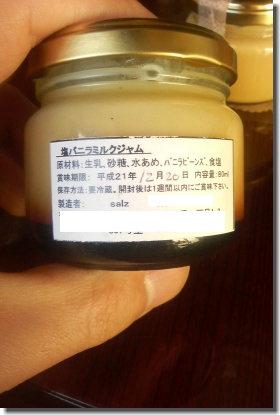 塩バニラミルクジャム
原材料：生乳、砂糖、水あめ、バニラビーンズ、食塩
賞味期限： 平成21年12月20日 内容量：80ml
保存方法：要冷蔵。開封後は1週間以内にご賞味下さい。
製造者： salz